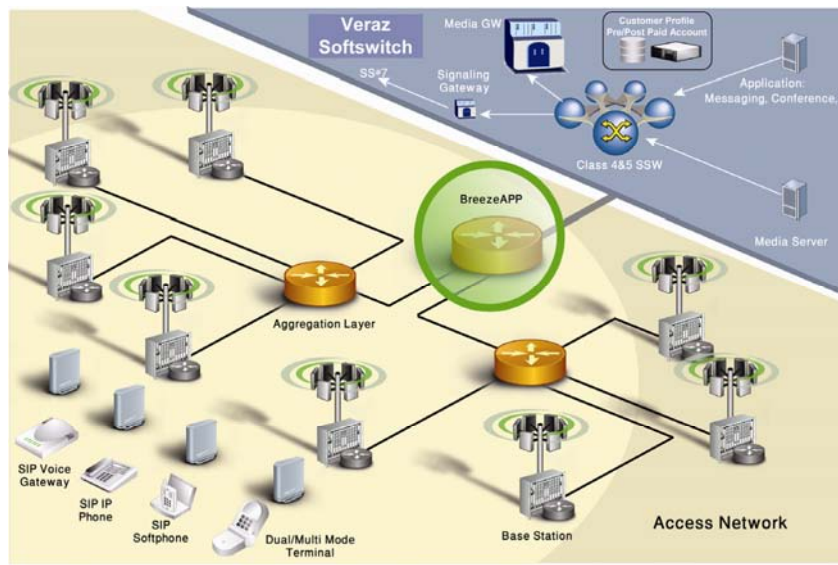 Veraz
Softswitch
Media GW
Customer Profile
Pre/Post Paid Account
SS#7
Signaling
Gateway
Application:
Messaging, Conference,
Class 4&5 SSW
BreezeAPP
Media Server
Aggregation Layer
SIP Voice
Gateway
SIP IP
Phone
SIP
Softphone
Dual/Multi Mode
Terminal
Base Station
Access Network